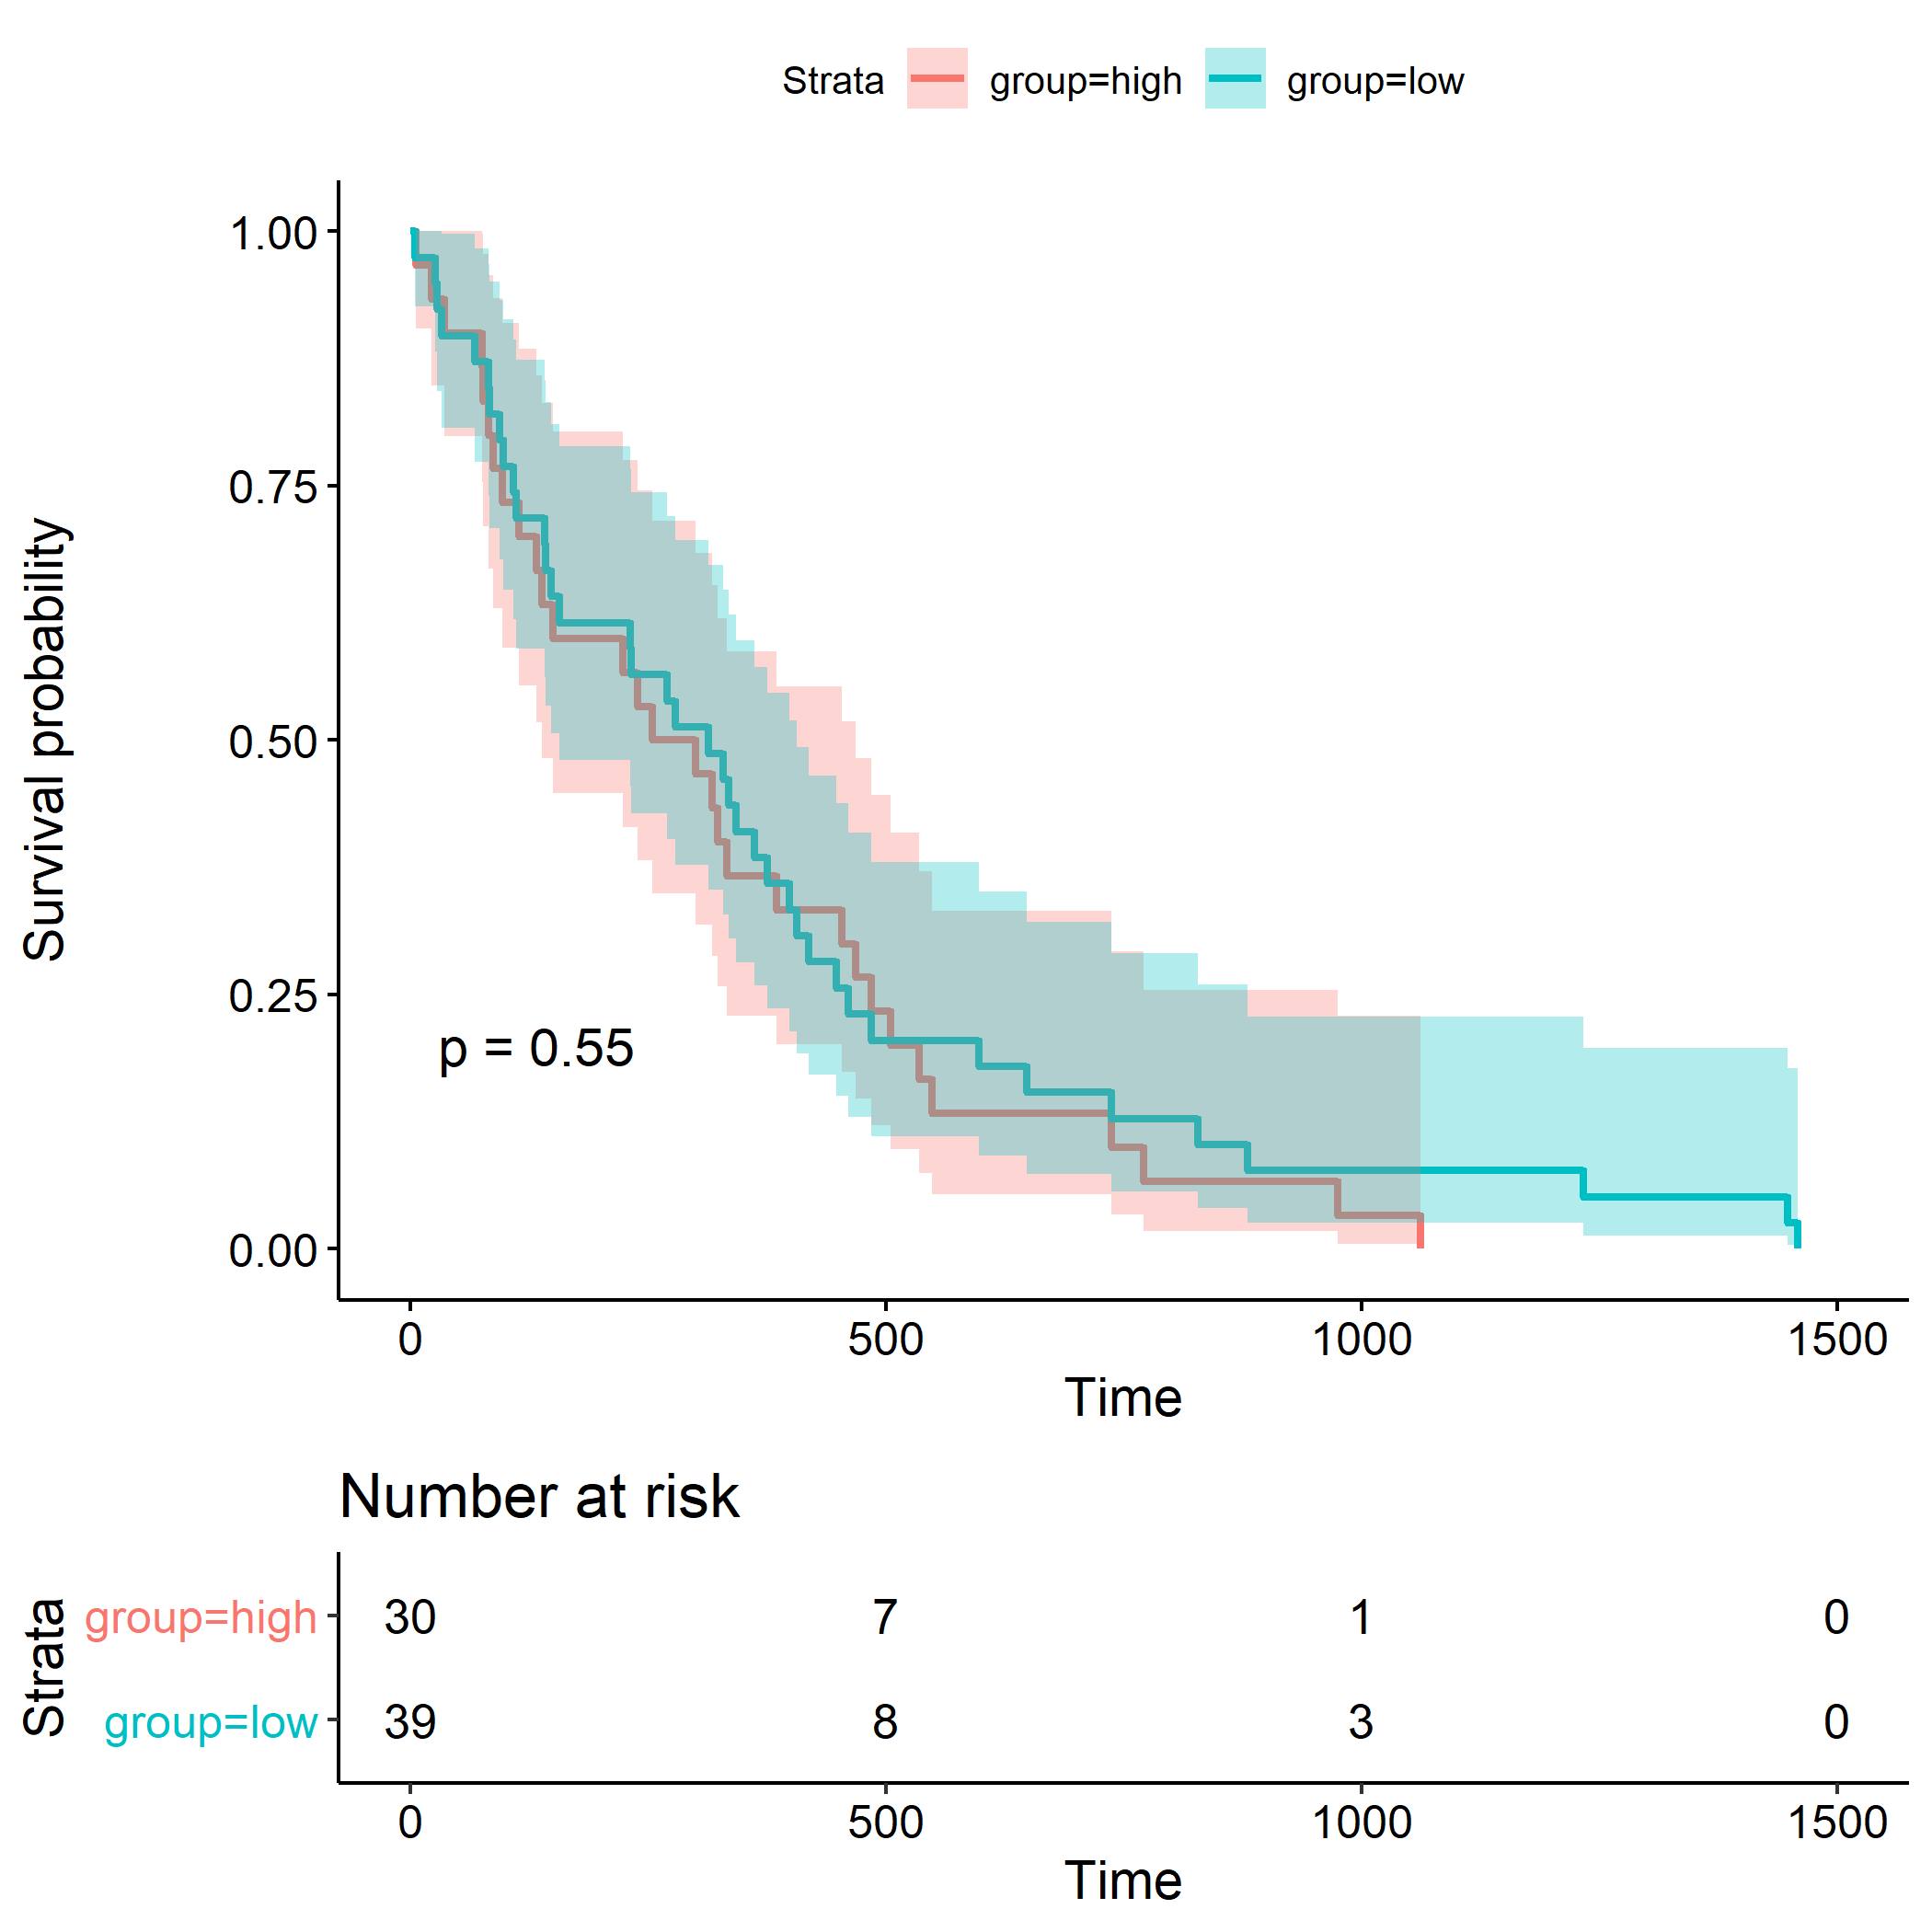 Strata group=high group=low
1.00
0.75
0.50
0.25
0.00
Survival probability
p = 0.55
0 500 1000 1500
Time
Number at risk
Strata
group=high 30 7 1 0
group=low 39 8 3 0
0 500 1000 1500
Time